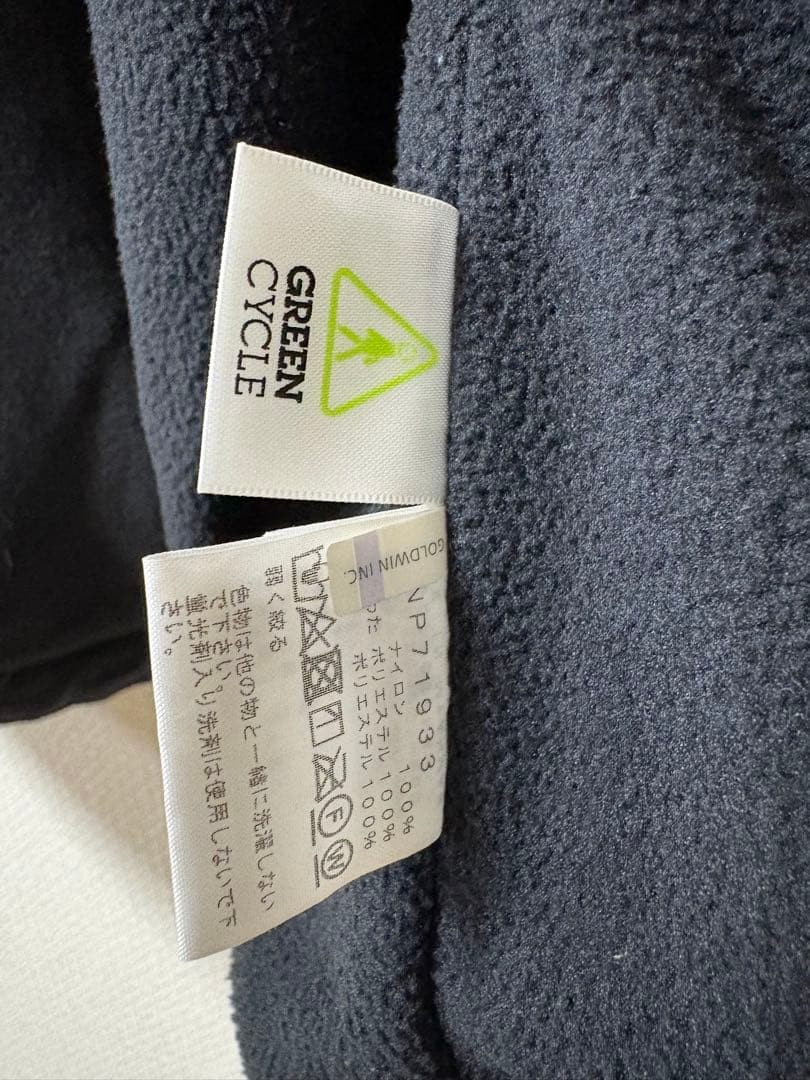 GREEN
CYCLE
GOLDWIN INC.
NP71933
ナイロン 100%
ポリエステル 100%
ポリエステル 100%
F
W
弱く絞る
色物は他の物と一緒に洗濯しない
で下さい。
蛍光剤入り洗剤は使用しないで下
さい。